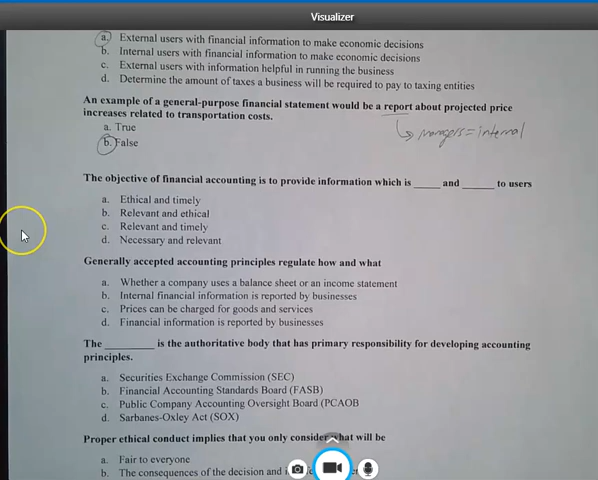 Visualizer
a. External users with financial information to make economic decisions
b. Internal users with financial information to make economic decisions
c. External users with information helpful in running the business
d. Determine the amount of taxes a business will be required to pay to taxing entities
An example of a general-purpose financial statement would be a report about projected price
increases related to transportation costs.
a. True
b. False
managers = internal
The objective of financial accounting is to provide information which is _____ and ______ to users
a. Ethical and timely
b. Relevant and ethical
c. Relevant and timely
d. Necessary and relevant
Generally accepted accounting principles regulate how and what
a. Whether a company uses a balance sheet or an income statement
b. Internal financial information is reported by businesses
c. Prices can be charged for goods and services
d. Financial information is reported by businesses
The _________ is the authoritative body that has primary responsibility for developing accounting
principles.
a. Securities Exchange Commission (SEC)
b. Financial Accounting Standards Board (FASB)
c. Public Company Accounting Oversight Board (PCAOB
d. Sarbanes-Oxley Act (SOX)
Proper ethical conduct implies that you only consider what will be
a. Fair to everyone
b. The consequences of the decision and